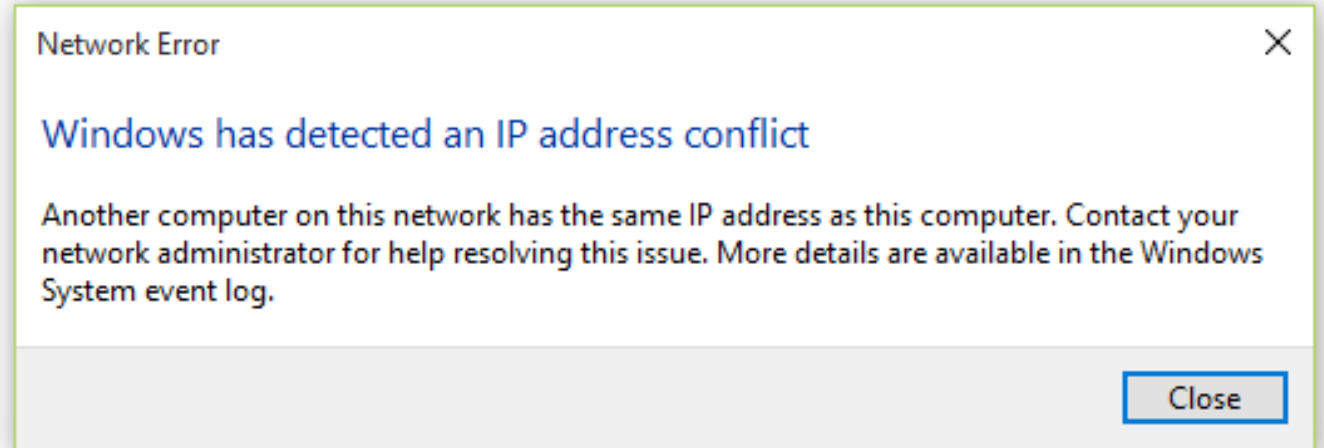 Network Error
Windows has detected an IP address conflict
Another computer on this network has the same IP address as this computer. Contact your
network administrator for help resolving this issue. More details are available in the Windows
System event log.
Close